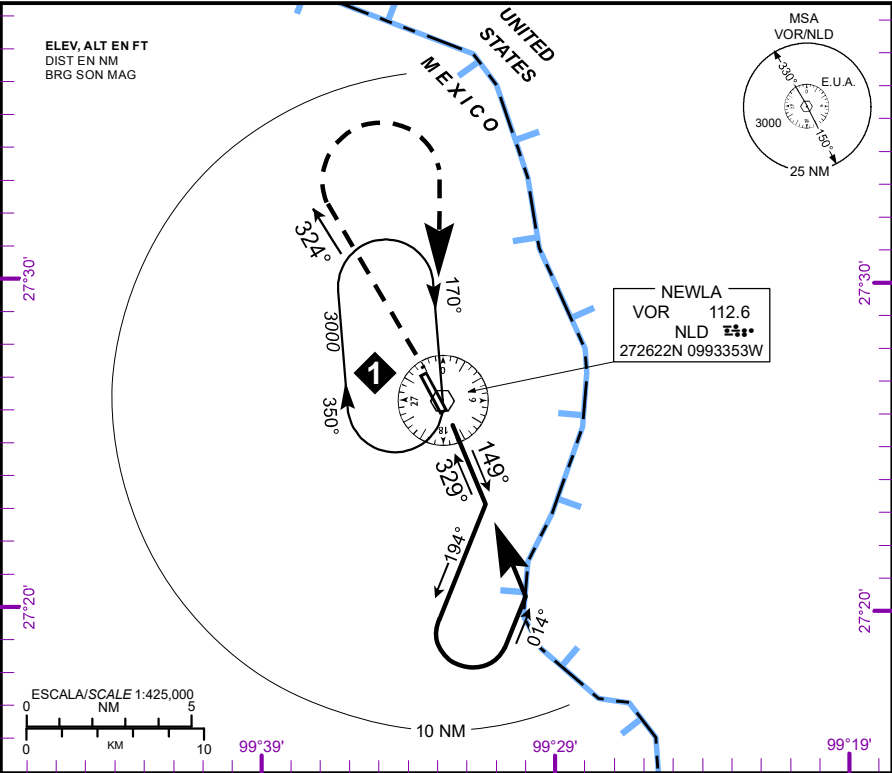 ELEV, ALT EN FT
DIST EN NM
BRG SON MAG
UNITED
STATES
MEXICO
MSA
VOR/NLD
330°
E.U.A.
3000
150°
25 NM
324°
27°30'
27°30'
170°
3000
1
350°
0
27
6
18
NEWLA
VOR 112.6
NLD
272622N 0993353W
149°
329°
194°
014°
27°20'
27°20'
ESCALA/SCALE 1:425,000
0 NM 5
0 KM 10
10 NM
99°39'
99°29'
99°19'